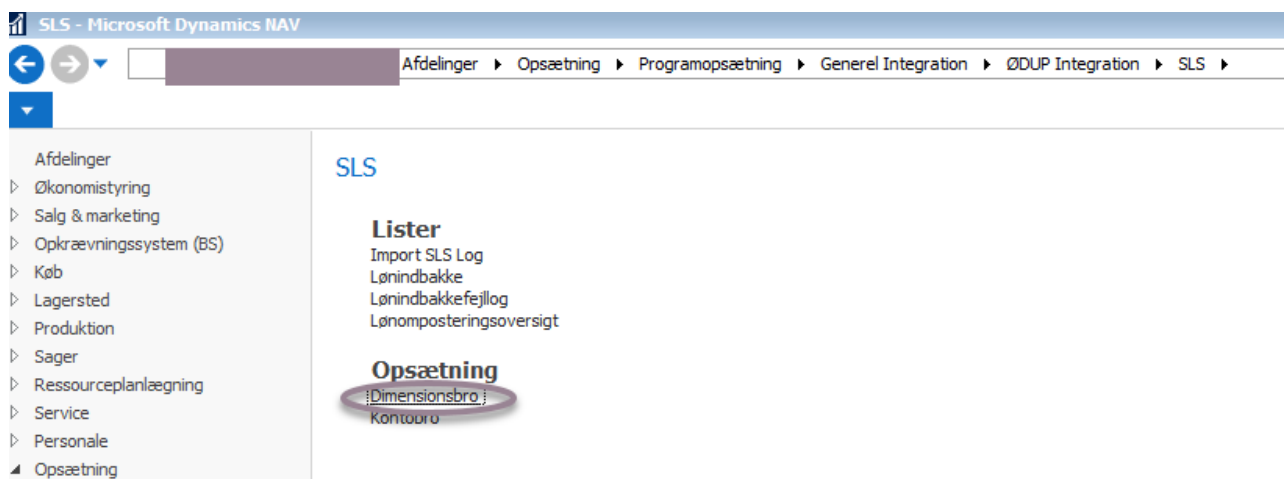 SLS - Microsoft Dynamics NAV
Afdelinger Opsætning Programopsætning Generel Integration ØDUP Integration SLS
Afdelinger
Økonomistyring
Salg & marketing
Opkrævningssystem (BS)
Køb
Lagersted
Produktion
Sager
Ressourceplanlægning
Service
Personale
Opsætning
SLS
Lister
Import SLS Log
Lønindbakke
Lønindbakkefejllog
Lønomposteringsoversigt
Opsætning
Dimensionsbro
Kontobro